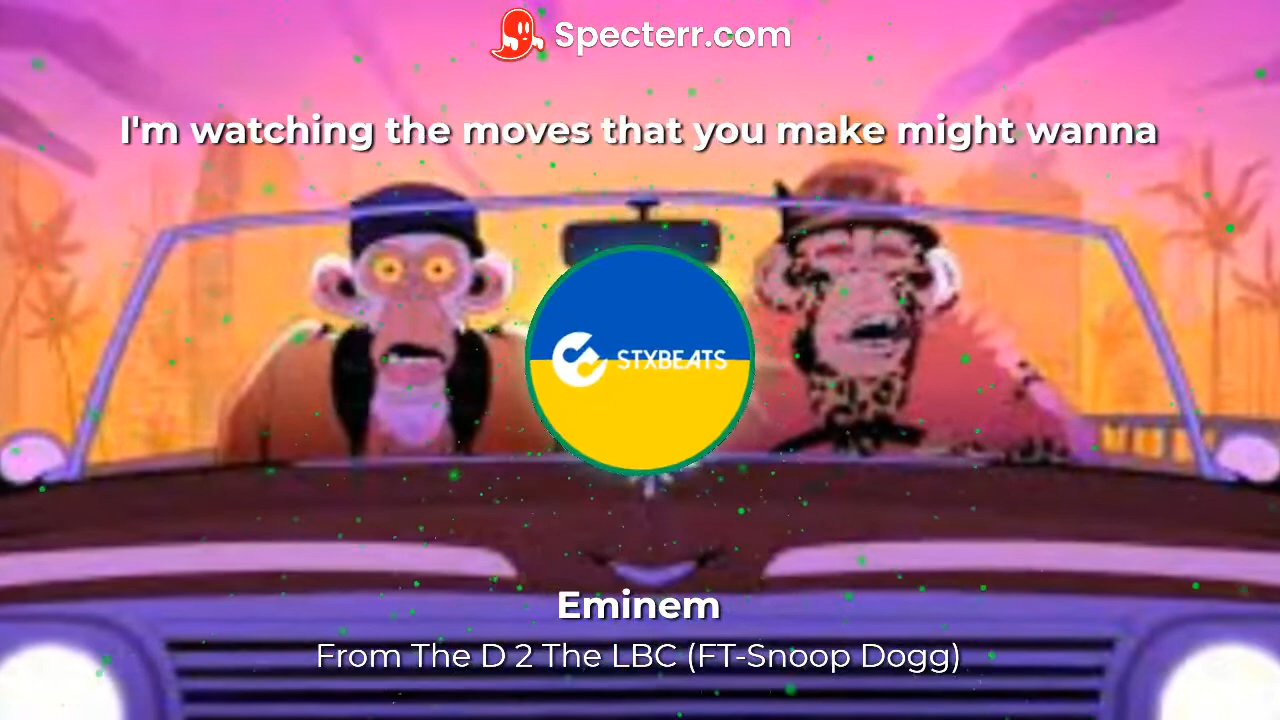 Specterr.com
I'm watching the moves that you make might wanna
STXBEATS
Eminem
From The D 2 The LBC (FT-Snoop Dogg)